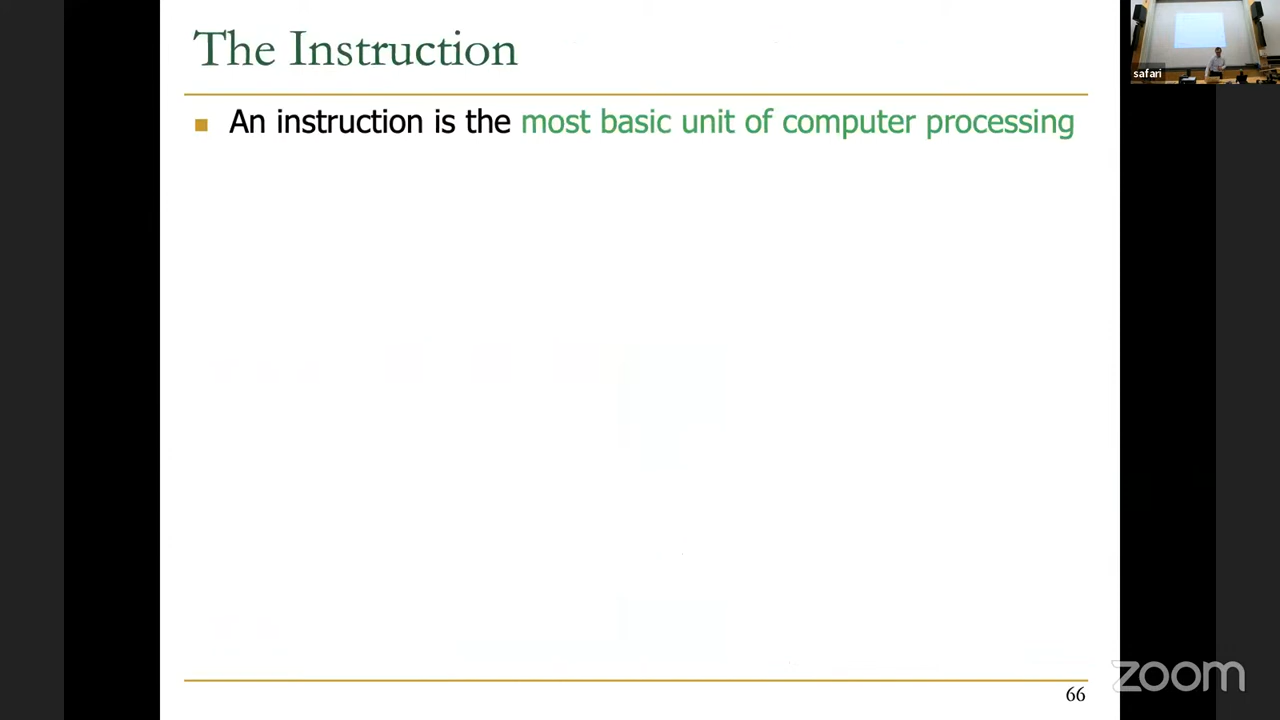 The Instruction
safari
An instruction is the most basic unit of computer processing
zoom
66